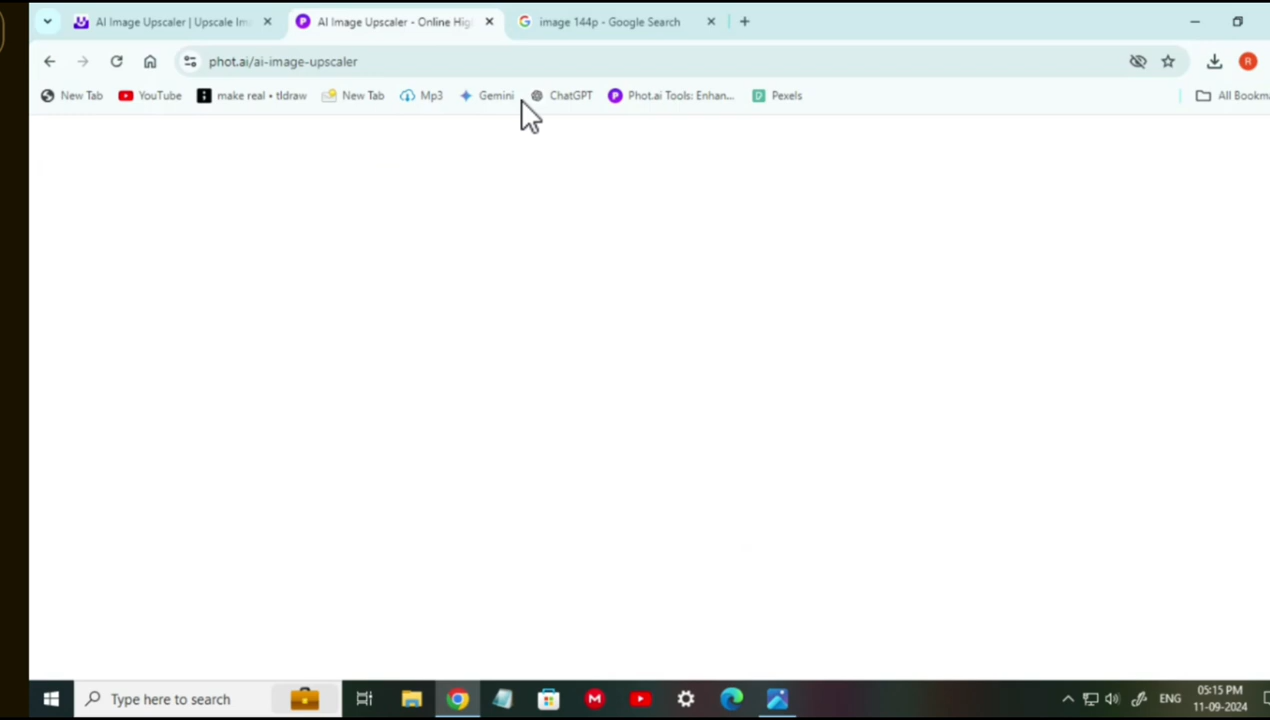 AI Image Upscaler | Upscale Im
AI Image Upscaler - Online Hig
image 144p - Google Search
phot.ai/ai-image-upscaler
R
New Tab
YouTube
make real • tldraw
New Tab
Mp3
Gemini
ChatGPT
Phot.ai Tools: Enhan...
Pexels
All Bookma
Type here to search
ENG
05:15 PM
11-09-2024